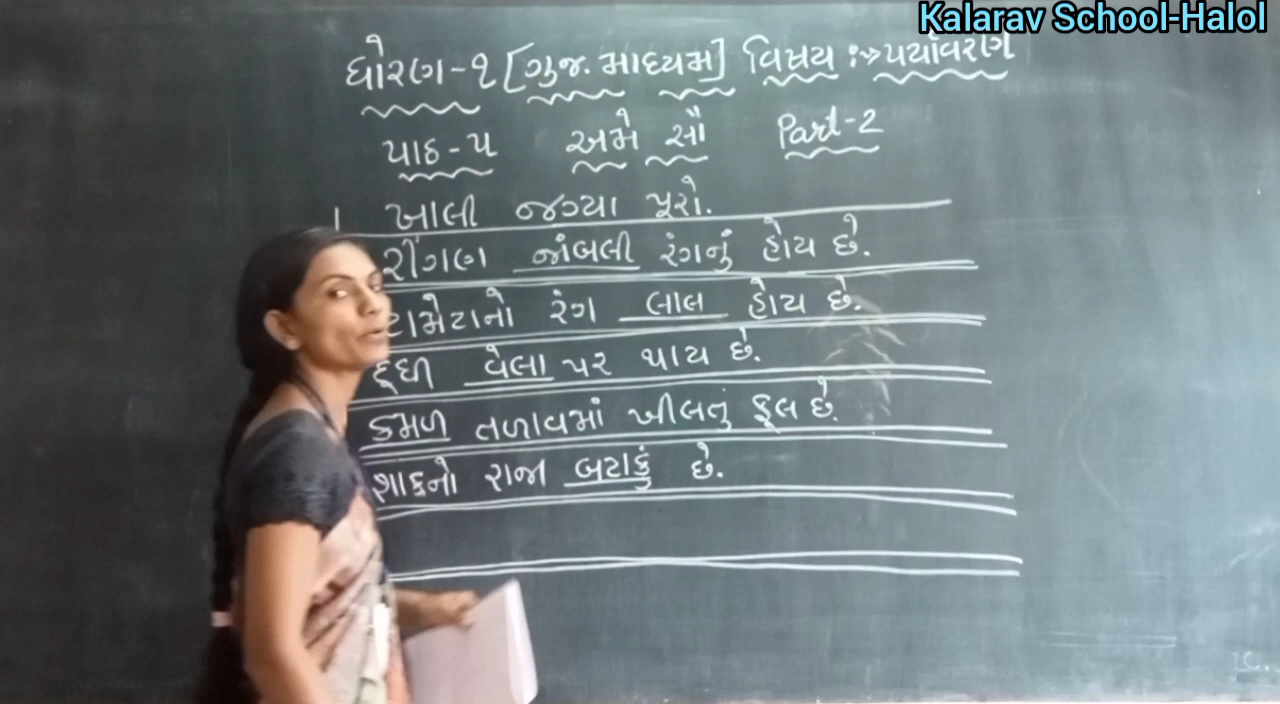 Kalarav School-Halol
ધોરણ-૧ [ગુજ. માધ્યમ] વિષય :→ પર્યાવરણ
પાઠ-૫ અમે સૌ Part-2
ખાલી જગ્યા પૂરો.
રીંગણ જાંબલી રંગનું હોય છે.
ટામેટાનો રંગ લાલ હોય છે.
દૂધી વેલા પર થાય છે.
કમળ તળાવમાં ખીલતું ફૂલ છે.
શાકનો રાજા બટાકું છે.